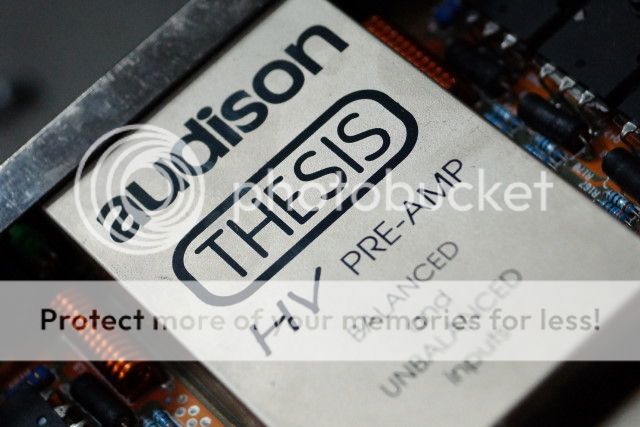 audison
THESIS
HV PRE-AMP
BALANCED
and
UNBALANCED
inputs
photobucket
Protect more of your memories for less!